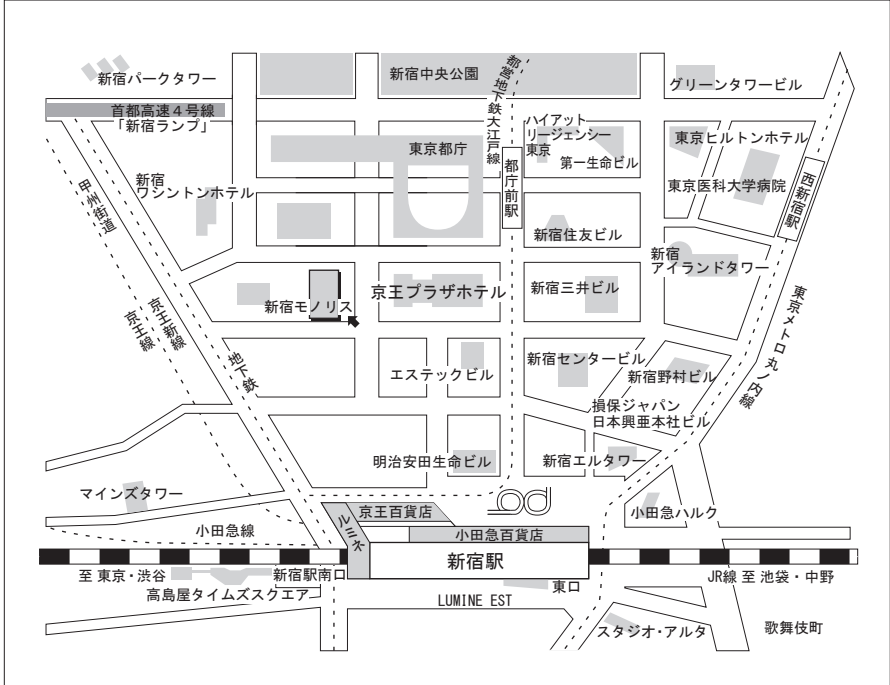 新宿パークタワー
新宿中央公園
グリーンタワービル
首都高速4号線
「新宿ランプ」
都営地下鉄大江戸線
ハイアット
リージェンシー
東京
第一生命ビル
東京ヒルトンホテル
東京都庁
都庁前駅
東京医科大学病院
西新宿駅
甲州街道
新宿
ワシントンホテル
新宿住友ビル
新宿
アイランドタワー
新宿モノリス
京王プラザホテル
新宿三井ビル
京王新線
京王線
東京メトロ丸ノ内線
地下鉄
エステックビル
新宿センタービル
新宿野村ビル
損保ジャパン
日本興亜本社ビル
明治安田生命ビル
新宿エルタワー
マインズタワー
小田急ハルク
ルミネ
京王百貨店
小田急線
小田急百貨店
新宿駅
至 東京・渋谷
新宿駅南口
東口
JR線 至 池袋・中野
高島屋タイムズスクエア
LUMINE EST
スタジオ・アルタ
歌舞伎町